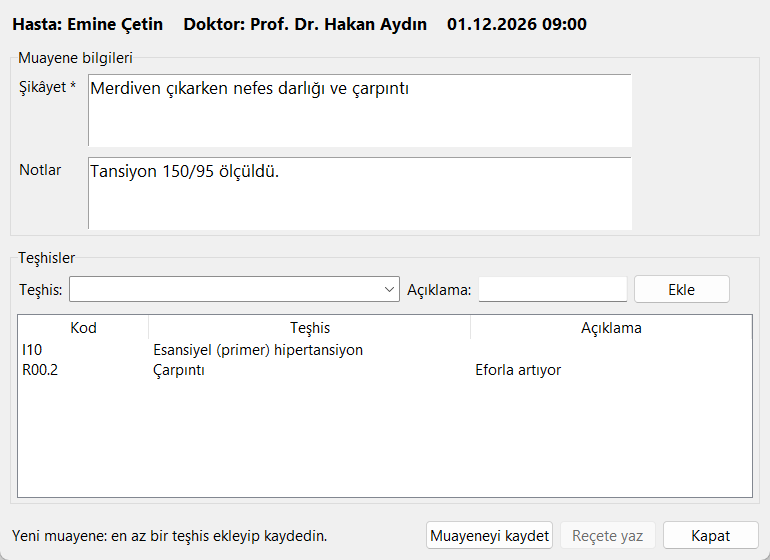 Hasta: Emine Çetin Doktor: Prof. Dr. Hakan Aydın 01.12.2026 09:00
Muayene bilgileri
Şikâyet * Merdiven çıkarken nefes darlığı ve çarpıntı
Notlar Tansiyon 150/95 ölçüldü.
Teşhisler
Teşhis: Açıklama: Ekle
Kod Teşhis Açıklama
I10 Esansiyel (primer) hipertansiyon
R00.2 Çarpıntı Eforla artıyor
Yeni muayene: en az bir teşhis ekleyip kaydedin. Muayeneyi kaydet Reçete yaz Kapat